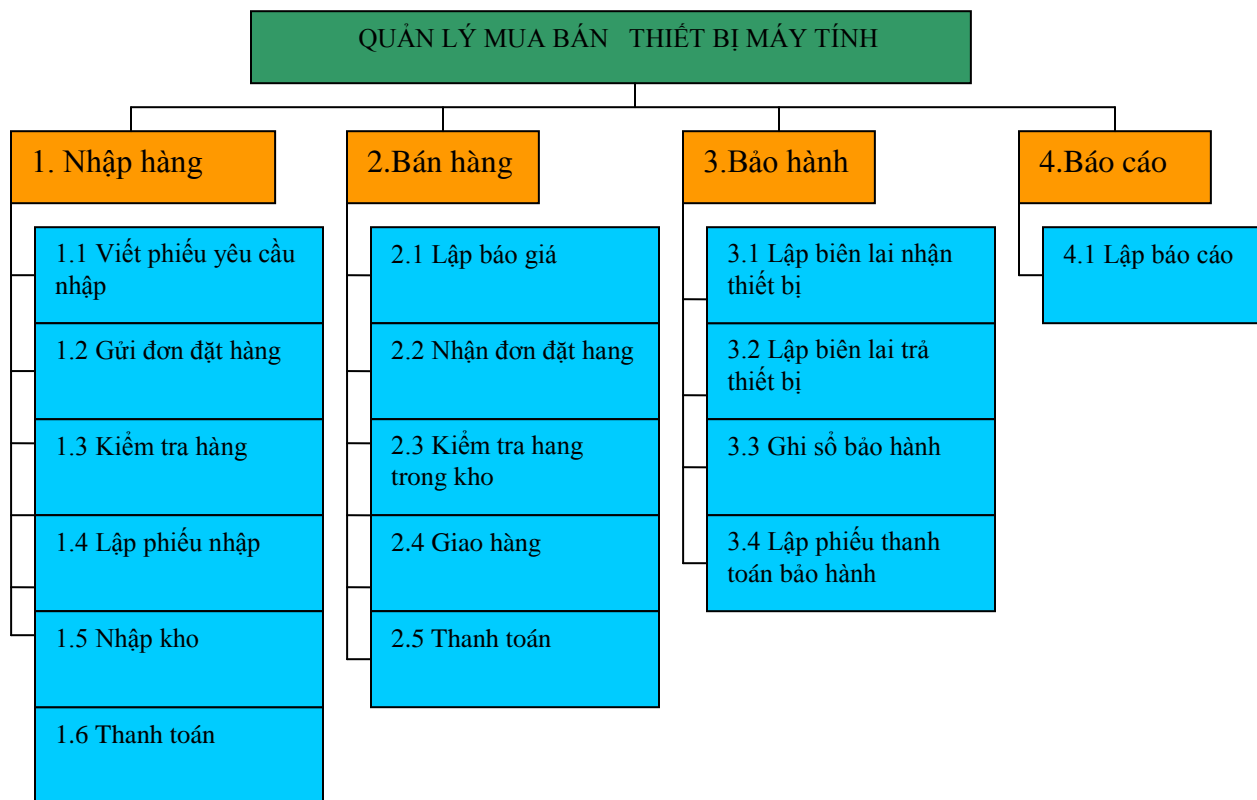 QUẢN LÝ MUA BÁN THIẾT BỊ MÁY TÍNH
1. Nhập hàng
1.1 Viết phiếu yêu cầu
nhập
1.2 Gửi đơn đặt hàng
1.3 Kiểm tra hàng
1.4 Lập phiếu nhập
1.5 Nhập kho
1.6 Thanh toán
2.Bán hàng
2.1 Lập báo giá
2.2 Nhận đơn đặt hang
2.3 Kiểm tra hang
trong kho
2.4 Giao hàng
2.5 Thanh toán
3.Bảo hành
3.1 Lập biên lai nhận
thiết bị
3.2 Lập biên lai trả
thiết bị
3.3 Ghi sổ bảo hành
3.4 Lập phiếu thanh
toán bảo hành
4.Báo cáo
4.1 Lập báo cáo